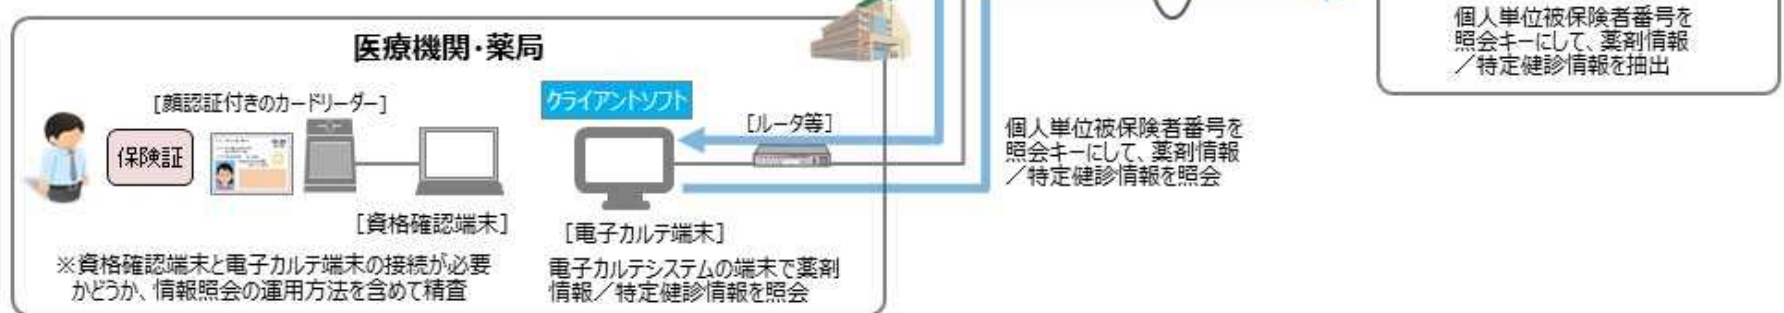 個人単位被保険者番号を
照会キーにして、薬剤情報
／特定健診情報を抽出
医療機関・薬局
[顔認証付きのカードリーダー]
クライアントソフト
[ルータ等]
保険証
個人単位被保険者番号を
照会キーにして、薬剤情報
／特定健診情報を照会
[資格確認端末]
[電子カルテ端末]
※資格確認端末と電子カルテ端末の接続が必要
かどうか、情報照会の運用方法を含めて精査
電子カルテシステムの端末で薬剤
情報／特定健診情報を照会